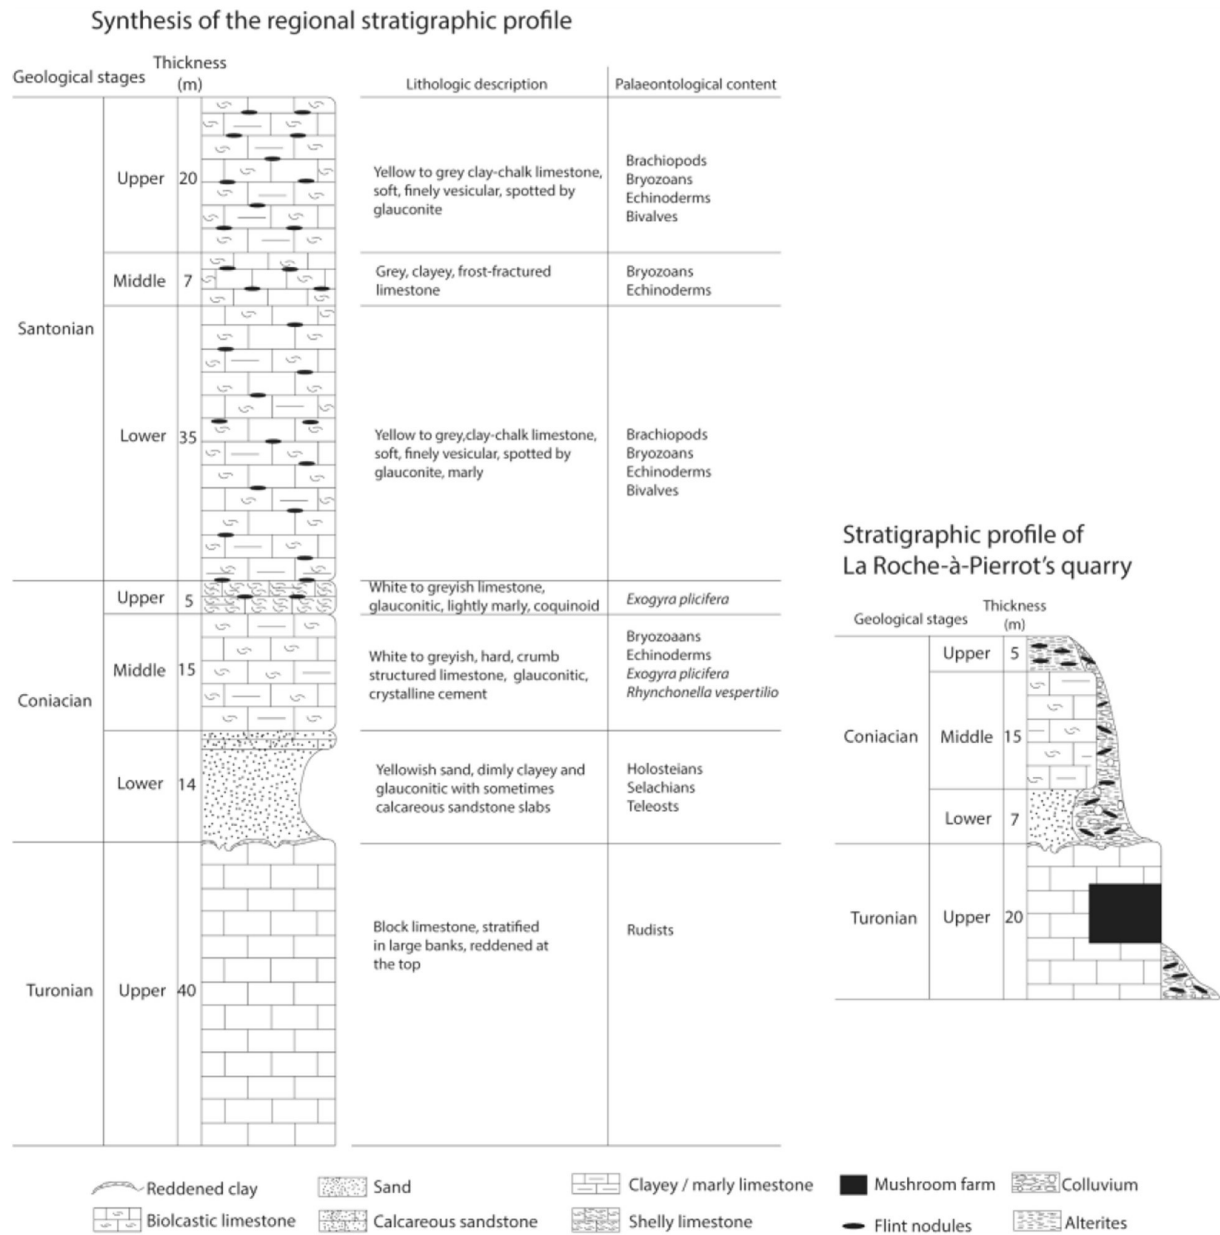 Synthesis of the regional stratigraphic profile
Geological stages
Thickness
(m)
Lithologic description
Palaeontological content
Santonian
Upper
20
Yellow to grey clay-chalk limestone,
soft, finely vesicular, spotted by
glauconite
Brachiopods
Bryozoans
Echinoderms
Bivalves
Middle
7
Grey, clayey, frost-fractured
limestone
Bryozoans
Echinoderms
Lower
35
Yellow to grey,clay-chalk limestone,
soft, finely vesicular, spotted by
glauconite, marly
Brachiopods
Bryozoans
Echinoderms
Bivalves
Coniacian
Upper
5
White to greyish limestone,
glauconitic, lightly marly, coquinoid
Exogyra plicifera
Middle
15
White to greyish, hard, crumb
structured limestone, glauconitic,
crystalline cement
Bryozoaans
Echinoderms
Exogyra plicifera
Rhynchonella vespertilio
Lower
14
Yellowish sand, dimly clayey and
glauconitic with sometimes
calcareous sandstone slabs
Holosteians
Selachians
Teleosts
Turonian
Upper
40
Block limestone, stratified
in large banks, reddened at
the top
Rudists
Stratigraphic profile of
La Roche-à-Pierrot's quarry
Geological stages
Thickness
(m)
Coniacian
Upper
5
Middle
15
Lower
7
Turonian
Upper
20
Reddened clay
Sand
Clayey / marly limestone
Mushroom farm
Colluvium
Biolcastic limestone
Calcareous sandstone
Shelly limestone
Flint nodules
Alterites